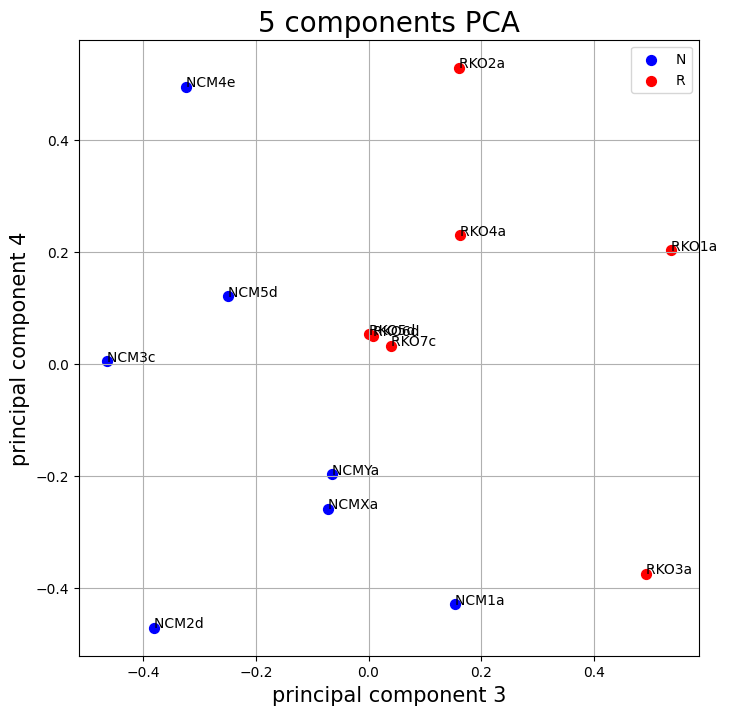 5 components PCA
N
R
RKO2a
NCM4e
0.4
RKO4a
RKO1a
0.2
NCM5d
RKO5d
RKO6d
RKO7c
NCM3c
0.0
NCMYa
−0.2
NCMXa
RKO3a
−0.4
NCM1a
NCM2d
principal component 4
−0.4
−0.2
0.0
0.2
0.4
principal component 3